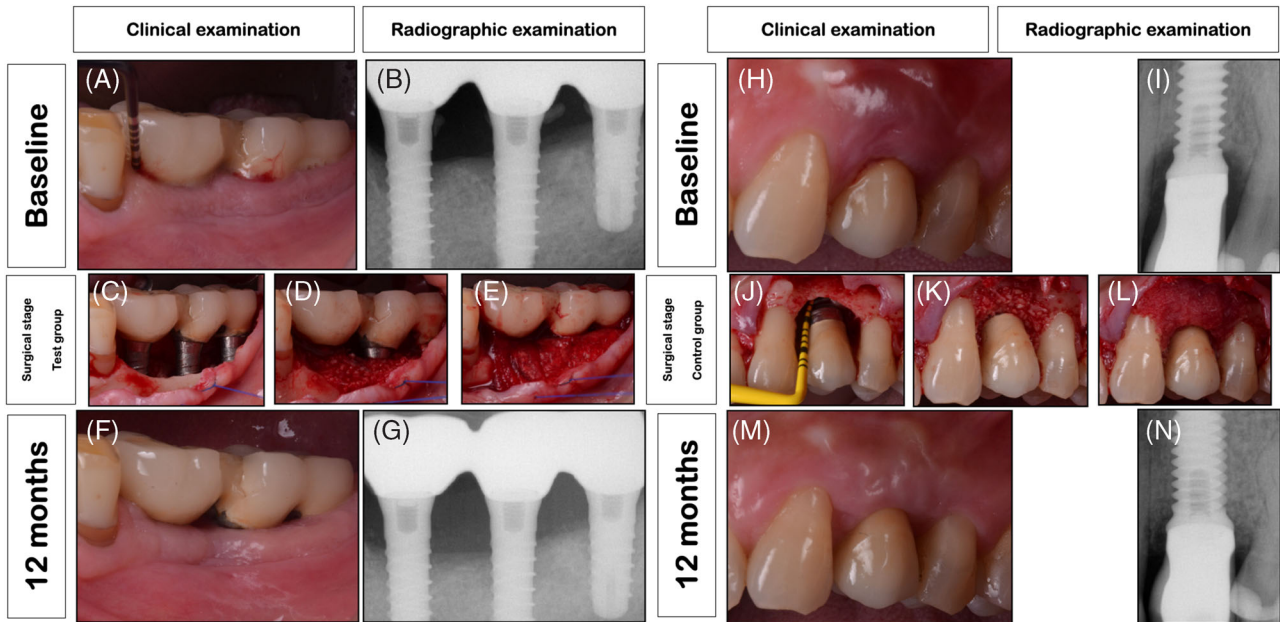 Clinical examination
Radiographic examination
Clinical examination
Radiographic examination
Baseline
(A)
(B)
Baseline
(H)
(I)
Surgical stage
Test group
(C)
(D)
(E)
Surgical stage
Control group
(J)
(K)
(L)
12 months
(F)
(G)
12 months
(M)
(N)